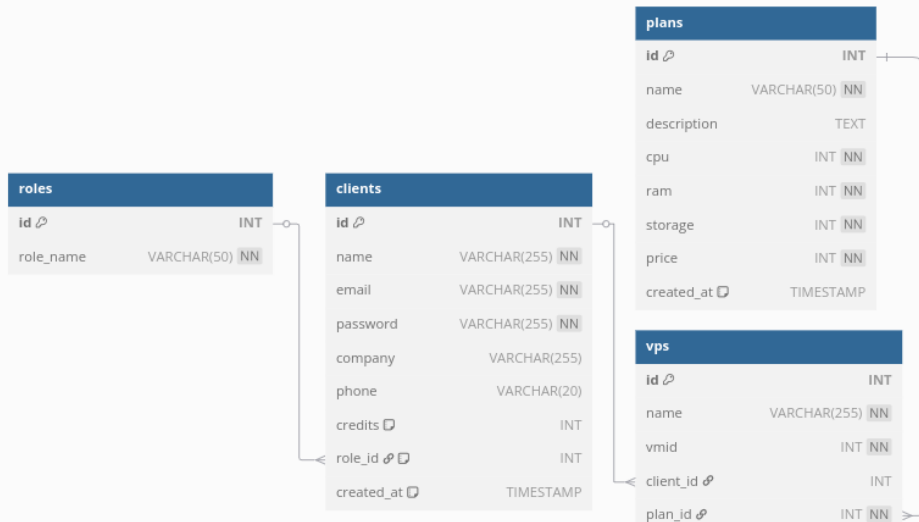 roles
id INT
role_name VARCHAR(50) NN
clients
id INT
name VARCHAR(255) NN
email VARCHAR(255) NN
password VARCHAR(255) NN
company VARCHAR(255)
phone VARCHAR(20)
credits INT
role_id INT
created_at TIMESTAMP
plans
id INT
name VARCHAR(50) NN
description TEXT
cpu INT NN
ram INT NN
storage INT NN
price INT NN
created_at TIMESTAMP
vps
id INT
name VARCHAR(255) NN
vmid INT NN
client_id INT
plan_id INT NN